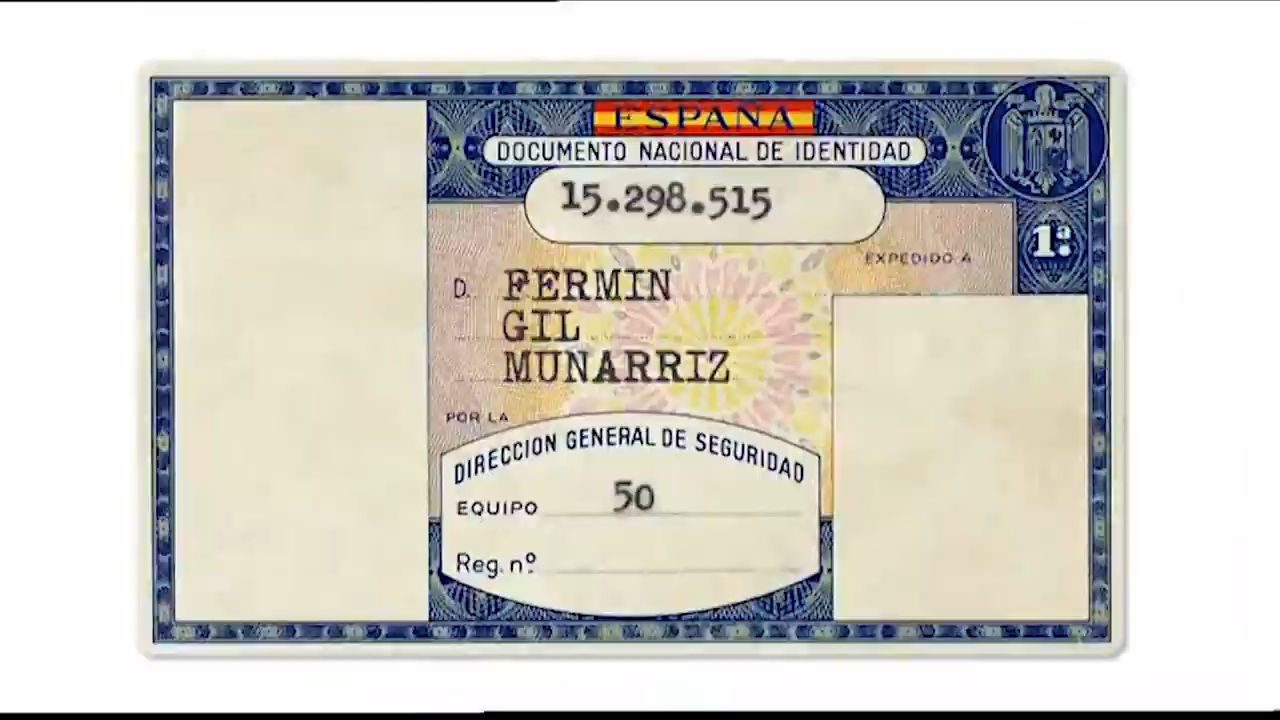 ESPAÑA
DOCUMENTO NACIONAL DE IDENTIDAD
15.298.515
1ª
EXPEDIDO A
D. FERMIN
GIL
MUNARRIZ
POR LA
DIRECCION GENERAL DE SEGURIDAD
EQUIPO 50
Reg. nº